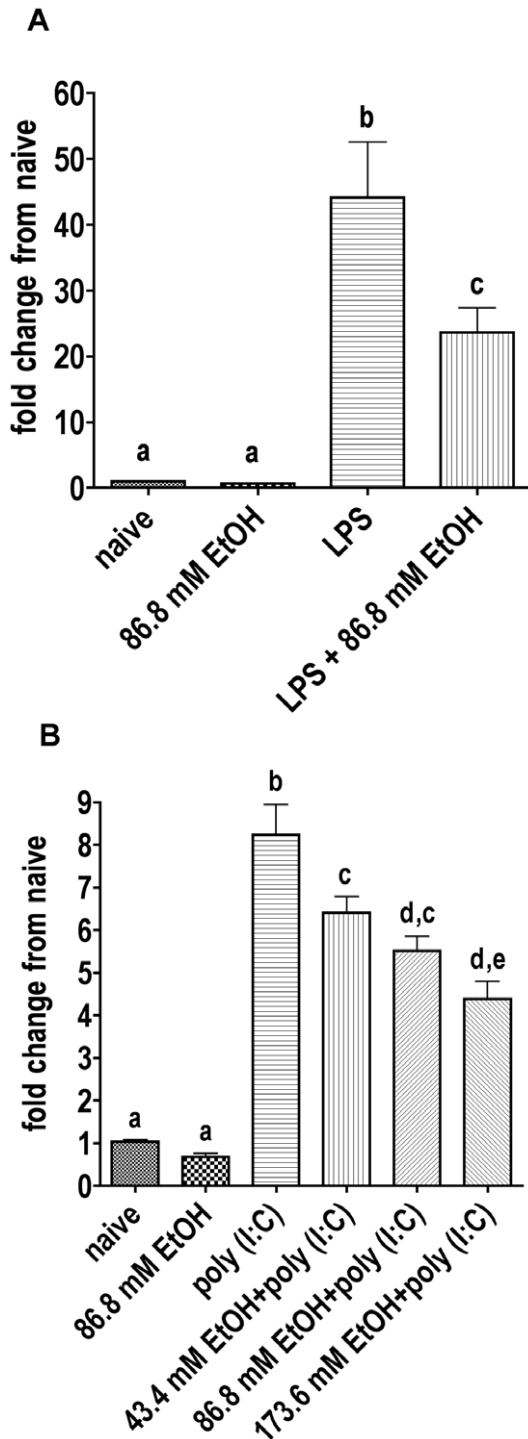 A
fold change from naive
60
50
40
30
20
10
0
a
a
b
c
naive
86.8 mM EtOH
LPS
LPS + 86.8 mM EtOH
B
fold change from naive
9
8
7
6
5
4
3
2
1
0
a
a
b
c
d,c
d,e
naive
86.8 mM EtOH
poly (I:C)
43.4 mM EtOH+poly (I:C)
86.8 mM EtOH+poly (I:C)
173.6 mM EtOH+poly (I:C)